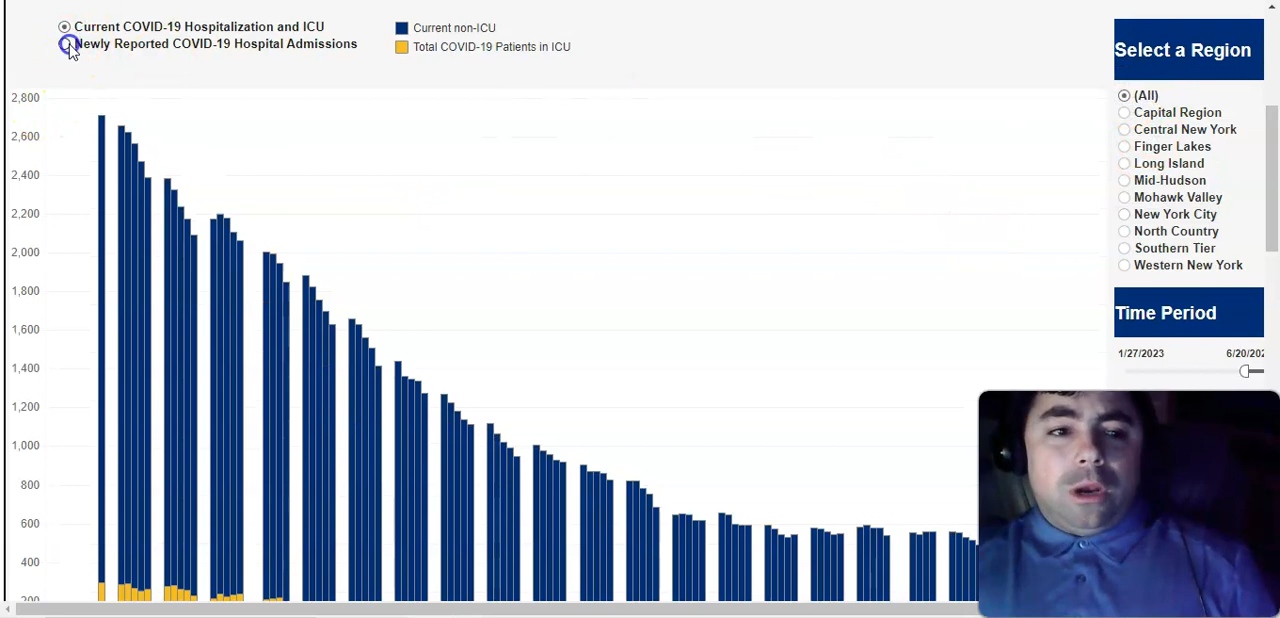 Current COVID-19 Hospitalization and ICU
Newly Reported COVID-19 Hospital Admissions
Current non-ICU
Total COVID-19 Patients in ICU
Select a Region
(All)
Capital Region
Central New York
Finger Lakes
Long Island
Mid-Hudson
Mohawk Valley
New York City
North Country
Southern Tier
Western New York
Time Period
1/27/2023 6/20/202
2,800
2,600
2,400
2,200
2,000
1,800
1,600
1,400
1,200
1,000
800
600
400
200